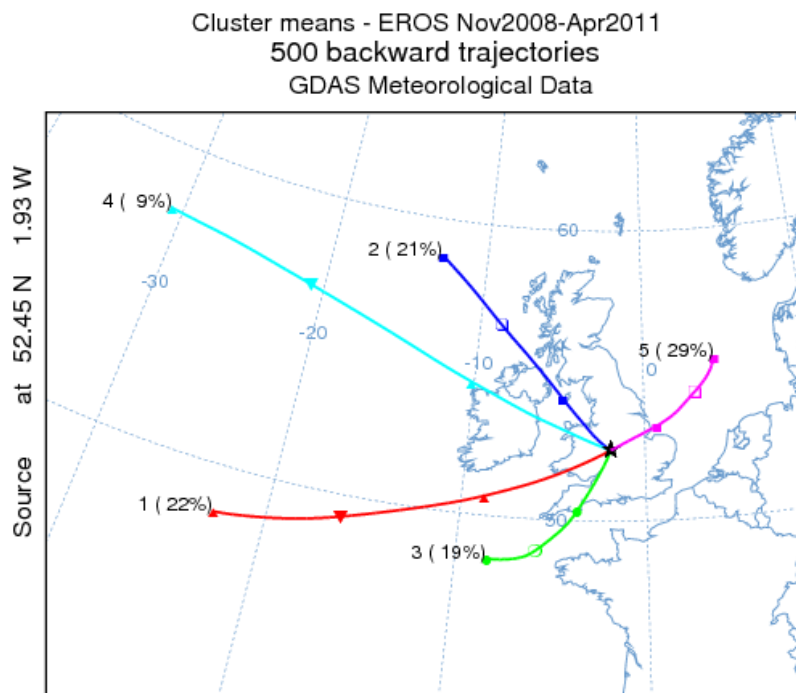 Cluster means - EROS Nov2008-Apr2011
500 backward trajectories
GDAS Meteorological Data
Source at 52.45 N 1.93 W
4 ( 9%)
2 ( 21%)
60
-30
-20
5 ( 29%)
-10
0
1 ( 22%)
50
3 ( 19%)